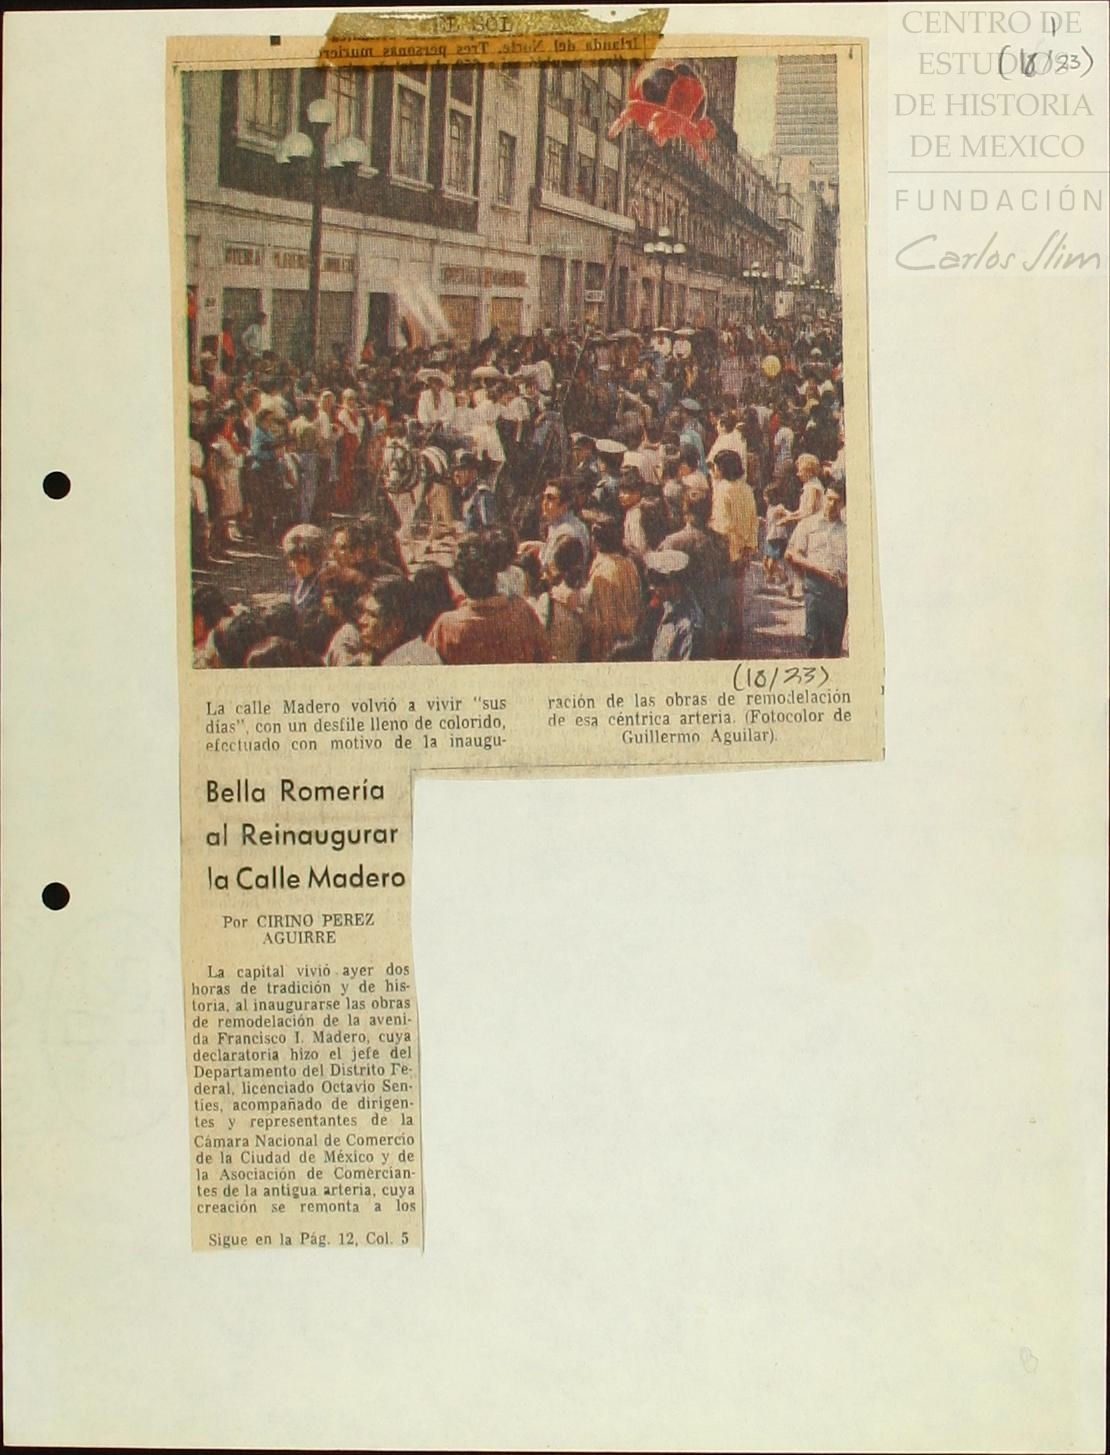 EL SOL
Irlanda del Norte. Tres personas murieron
CENTRO DE
ESTUDIOS
DE HISTORIA
DE MEXICO
FUNDACIÓN
Carlos Slim
1
(18/23)
(18/23)
La calle Madero volvió a vivir "sus
días", con un desfile lleno de colorido,
efectuado con motivo de la inaugu-
ración de las obras de remodelación
de esa céntrica arteria. (Fotocolor de
Guillermo Aguilar).
Bella Romería
al Reinaugurar
la Calle Madero
Por CIRINO PEREZ
AGUIRRE
La capital vivió ayer dos
horas de tradición y de his-
toria, al inaugurarse las obras
de remodelación de la aveni-
da Francisco I. Madero, cuya
declaratoria hizo el jefe del
Departamento del Distrito Fe-
deral, licenciado Octavio Sen-
tíes, acompañado de dirigen-
tes y representantes de la
Cámara Nacional de Comercio
de la Ciudad de México y de
la Asociación de Comercian-
tes de la antigua arteria, cuya
creación se remonta a los
Sigue en la Pág. 12, Col. 5